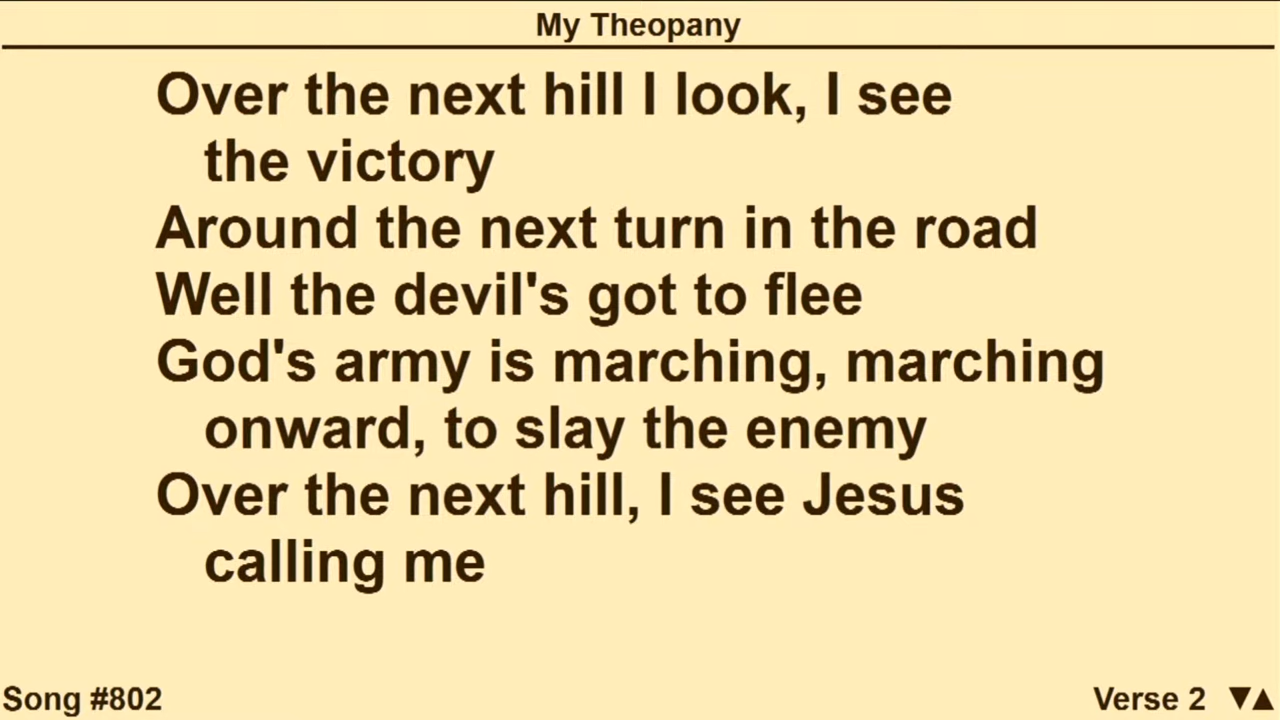 My Theopany
Over the next hill I look, I see
the victory
Around the next turn in the road
Well the devil's got to flee
God's army is marching, marching
onward, to slay the enemy
Over the next hill, I see Jesus
calling me
Song #802
Verse 2 ▼▲